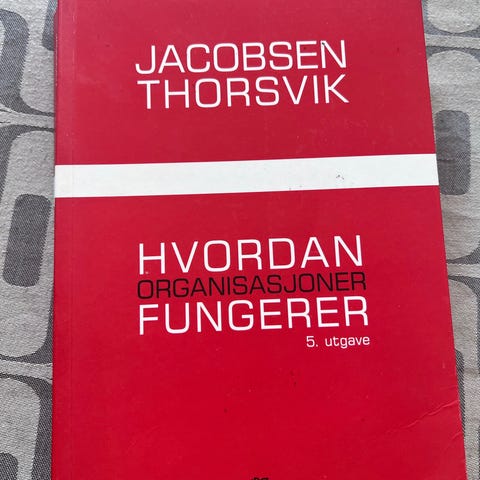 JACOBSEN
THORSVIK
HVORDAN
ORGANISASJONER
FUNGERER
5. utgave